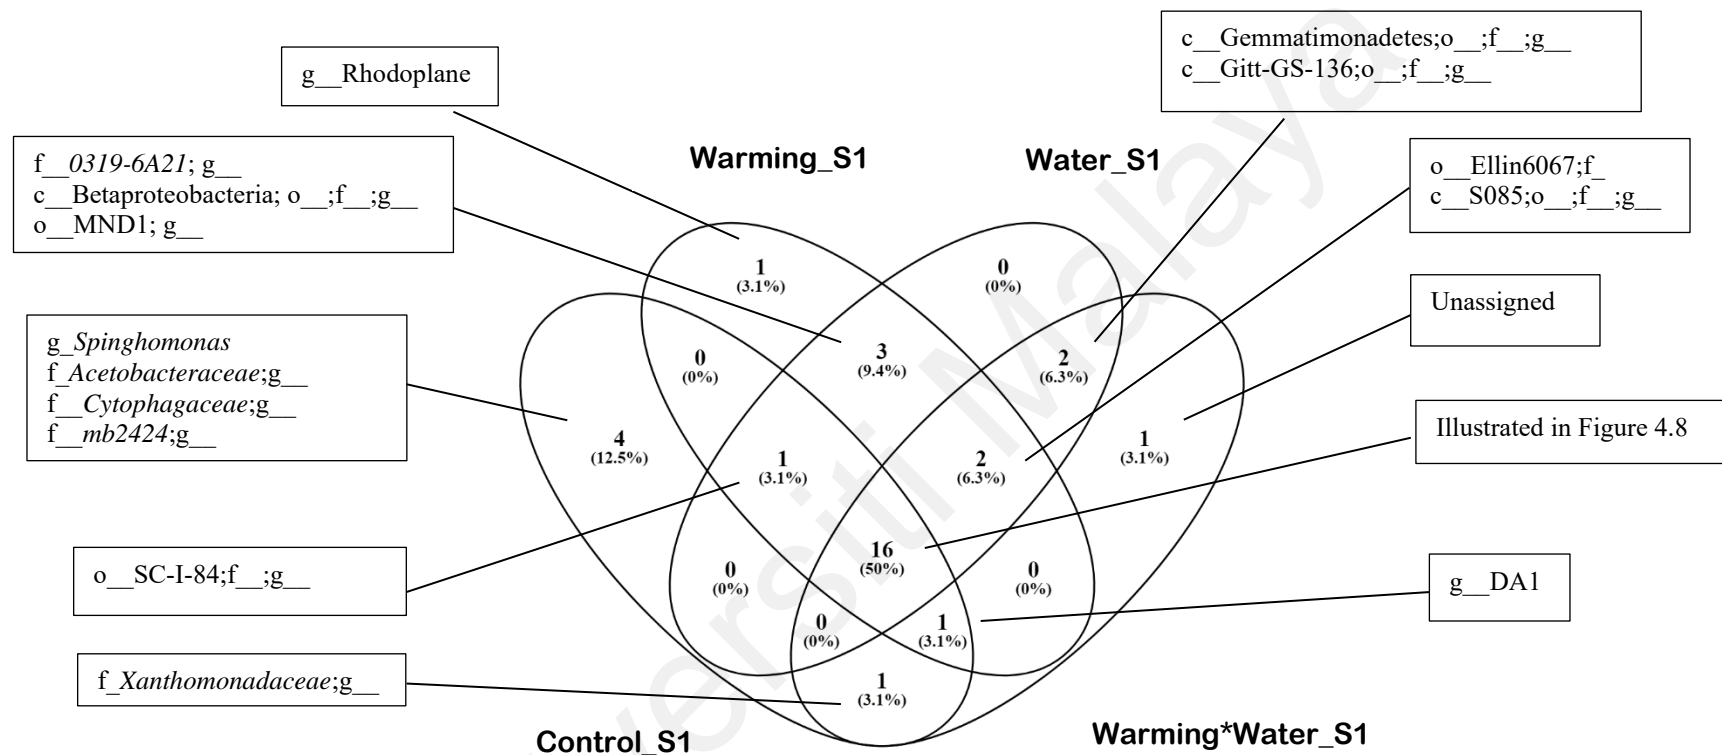 c__Gemmatimonadetes;o__;f__;g__
c__Gitt-GS-136;o__;f__;g__
g__Rhodoplane
Warming_S1
Water_S1
f__0319-6A21; g__
c__Betaproteobacteria; o__;f__;g__
o__MND1; g__
o__Ellin6067;f_
c__S085;o__;f__;g__
1
(3.1%)
0
(0%)
Unassigned
g_Spinghomonas
f_Acetobacteraceae;g__
f__Cytophagaceae;g__
f__mb2424;g__
0
(0%)
3
(9.4%)
2
(6.3%)
4
(12.5%)
1
(3.1%)
2
(6.3%)
1
(3.1%)
Illustrated in Figure 4.8
o__SC-I-84;f__;g__
0
(0%)
16
(50%)
0
(0%)
g__DA1
0
(0%)
1
(3.1%)
f_Xanthomonadaceae;g__
1
(3.1%)
Control_S1
Warming*Water_S1
versiti Malaya